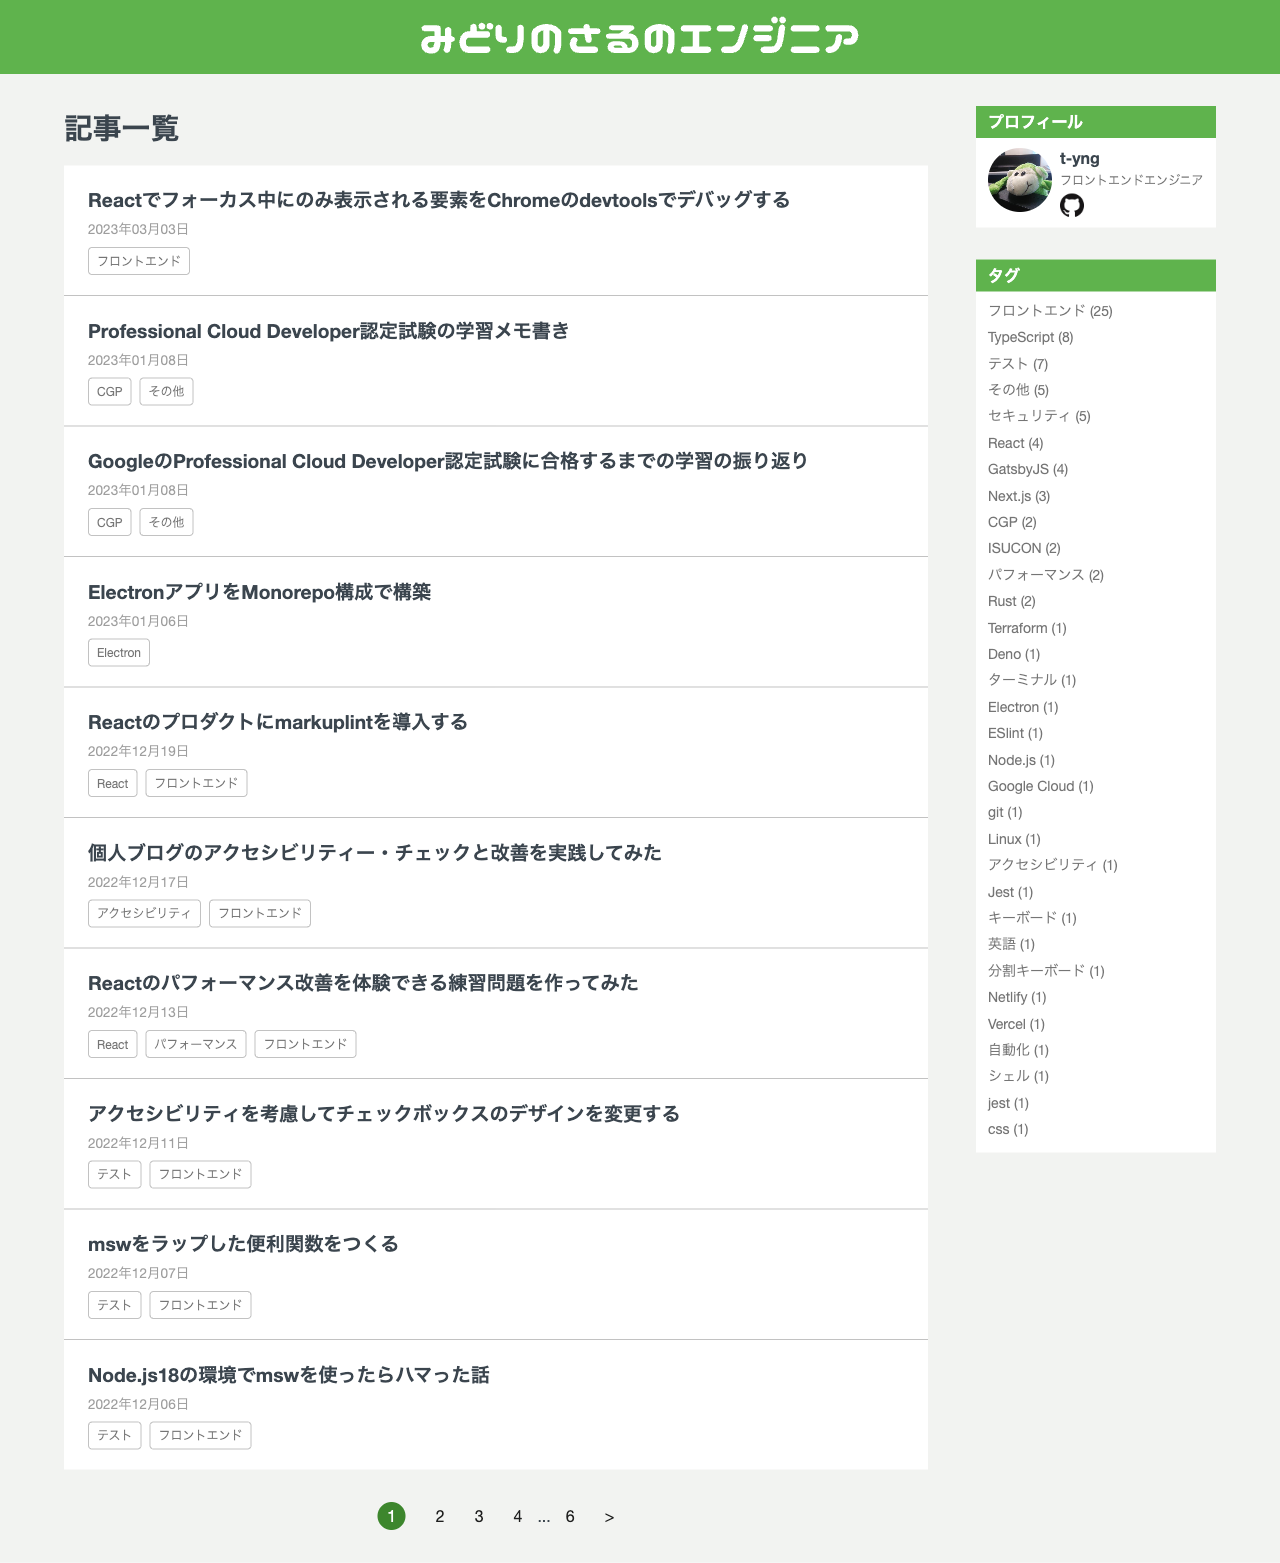 みどりのさるのエンジニア
記事一覧
Reactでフォーカス中にのみ表示される要素をChromeのdevtoolsでデバッグする
2023年03月03日
フロントエンド
Professional Cloud Developer認定試験の学習メモ書き
2023年01月08日
CGP その他
GoogleのProfessional Cloud Developer認定試験に合格するまでの学習の振り返り
2023年01月08日
CGP その他
ElectronアプリをMonorepo構成で構築
2023年01月06日
Electron
Reactのプロダクトにmarkuplintを導入する
2022年12月19日
React フロントエンド
個人ブログのアクセシビリティー・チェックと改善を実践してみた
2022年12月17日
アクセシビリティ フロントエンド
Reactのパフォーマンス改善を体験できる練習問題を作ってみた
2022年12月13日
React パフォーマンス フロントエンド
アクセシビリティを考慮してチェックボックスのデザインを変更する
2022年12月11日
テスト フロントエンド
mswをラップした便利関数をつくる
2022年12月07日
テスト フロントエンド
Node.js18の環境でmswを使ったらハマった話
2022年12月06日
テスト フロントエンド
1 2 3 4 ... 6 >
プロフィール
t-yng
フロントエンドエンジニア
タグ
フロントエンド (25)
TypeScript (8)
テスト (7)
その他 (5)
セキュリティ (5)
React (4)
GatsbyJS (4)
Next.js (3)
CGP (2)
ISUCON (2)
パフォーマンス (2)
Rust (2)
Terraform (1)
Deno (1)
ターミナル (1)
Electron (1)
ESlint (1)
Node.js (1)
Google Cloud (1)
git (1)
Linux (1)
アクセシビリティ (1)
Jest (1)
キーボード (1)
英語 (1)
分割キーボード (1)
Netlify (1)
Vercel (1)
自動化 (1)
シェル (1)
jest (1)
css (1)